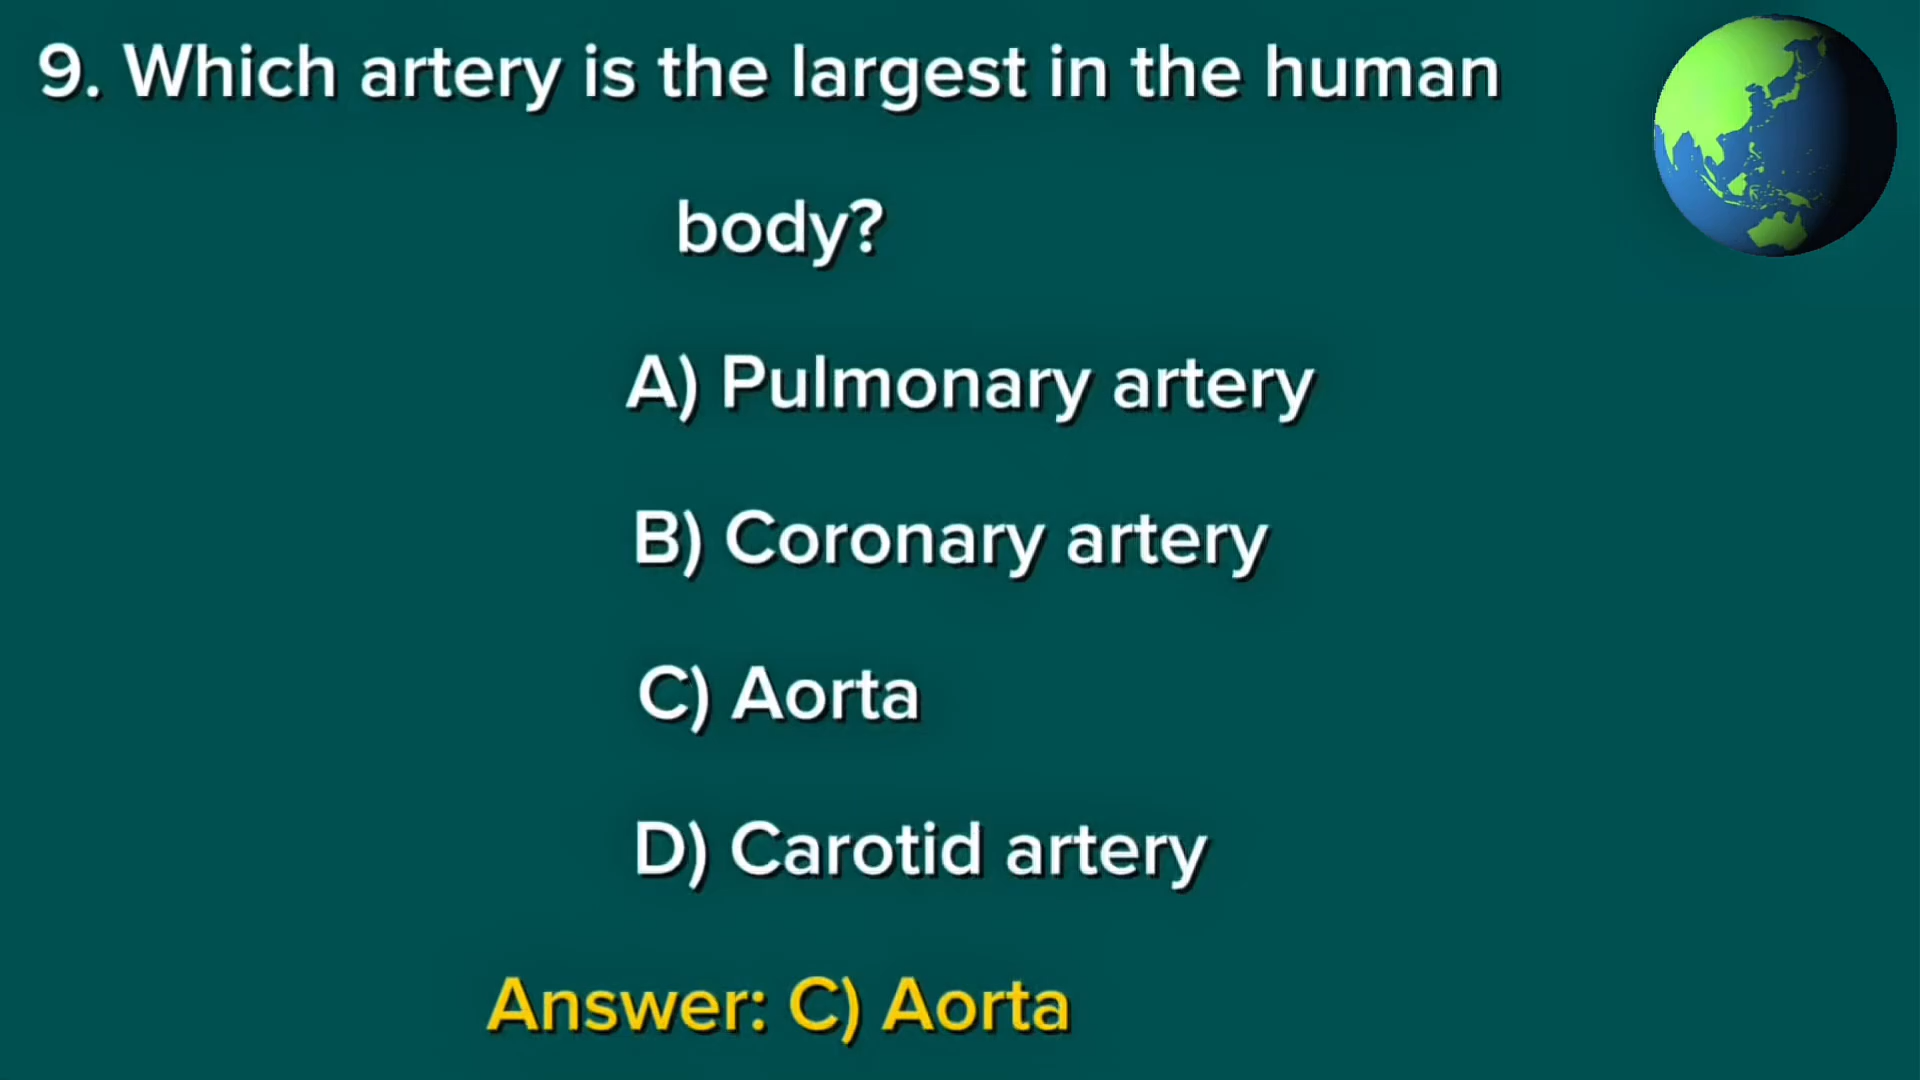 9. Which artery is the largest in the human
body?
A) Pulmonary artery
B) Coronary artery
C) Aorta
D) Carotid artery
Answer: C) Aorta